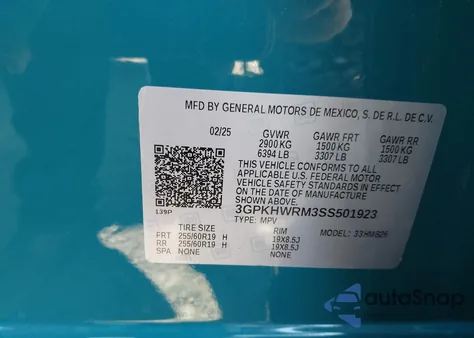 MFD BY GENERAL MOTORS DE MEXICO, S. DE R.L. DE C.V.
02/25 GVWR GAWR FRT GAWR RR
2900 KG 1500 KG 1500 KG
6394 LB 3307 LB 3307 LB
THIS VEHICLE CONFORMS TO ALL
APPLICABLE U.S. FEDERAL MOTOR
VEHICLE SAFETY STANDARDS IN
EFFECT ON THE DATE OF
MANUFACTURE SHOWN ABOVE.
139P 3GPKHWRM3SS501923
TYPE: MPV
TIRE SIZE RIM MODEL: 33HMB26
FRT 255/60R19 H 19X8.5J
RR 255/60R19 H 19X8.5J
SPA: NONE NONE
autoSnap